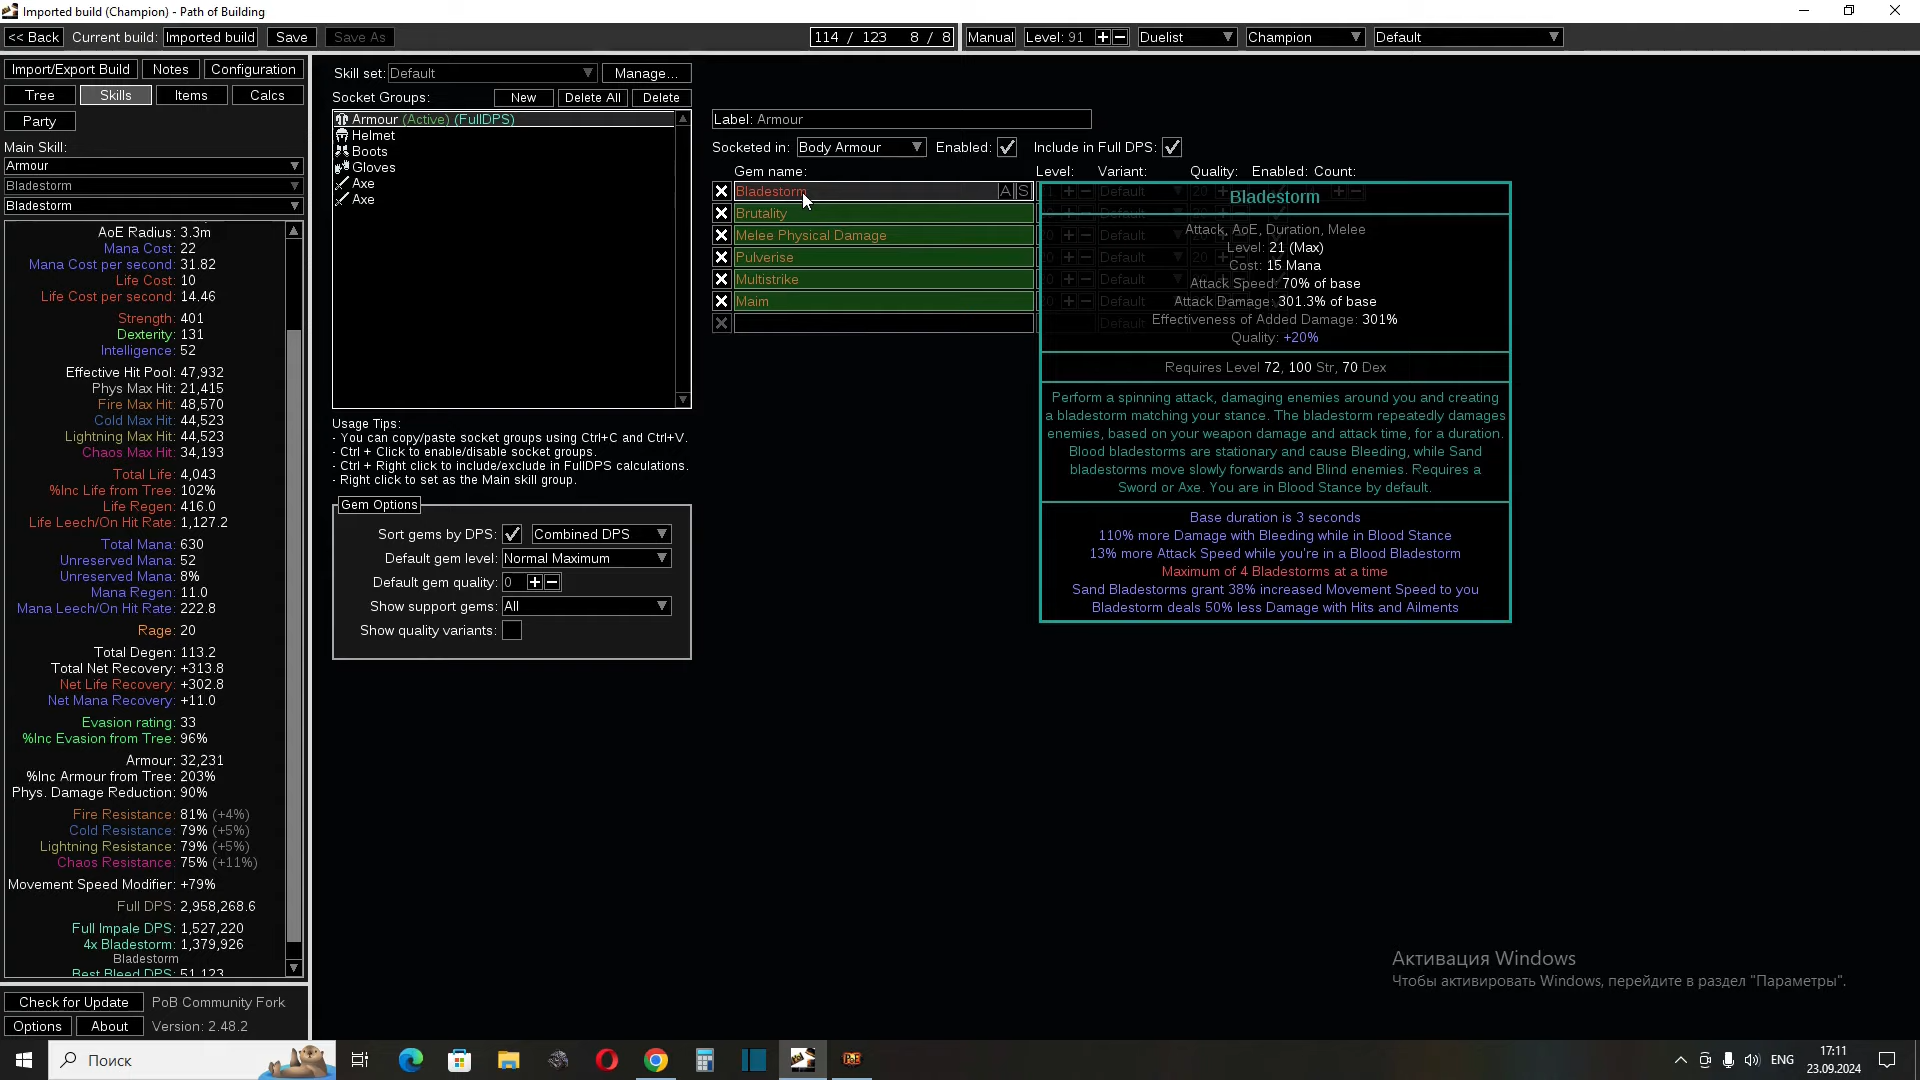 Imported build (Champion) - Path of Building
<< Back Current build: Imported build Save Save As 114 / 123 8 / 8 Manual Level: 91 Duelist Champion Default
Import/Export Build Notes Configuration
Tree Skills Items Calcs
Party
Main Skill:
Armour
Bladestorm
Bladestorm
AoE Radius: 3.3m
Mana Cost: 22
Mana Cost per second: 31.82
Life Cost: 10
Life Cost per second: 14.46
Strength: 401
Dexterity: 131
Intelligence: 52
Effective Hit Pool: 47,932
Phys Max Hit: 21,415
Fire Max Hit: 48,570
Cold Max Hit: 44,523
Lightning Max Hit: 44,523
Chaos Max Hit: 34,193
Total Life: 4,043
%Inc Life from Tree: 102%
Life Regen: 416.0
Life Leech/On Hit Rate: 1,127.2
Total Mana: 630
Unreserved Mana: 52
Unreserved Mana: 8%
Mana Regen: 11.0
Mana Leech/On Hit Rate: 222.8
Rage: 20
Total Degen: 113.2
Total Net Recovery: +313.8
Net Life Recovery: +302.8
Net Mana Recovery: +11.0
Evasion rating: 33
%Inc Evasion from Tree: 96%
Armour: 32,231
%Inc Armour from Tree: 203%
Phys. Damage Reduction: 90%
Fire Resistance: 81% (+4%)
Cold Resistance: 79% (+5%)
Lightning Resistance: 79% (+5%)
Chaos Resistance: 75% (+11%)
Movement Speed Modifier: +79%
Full DPS: 2,958,268.6
Full Impale DPS: 1,527,220
4x Bladestorm: 1,379,926
Bladestorm
Best Bleed DPS: 51,123
Check for Update PoB Community Fork
Options About Version: 2.48.2
Skill set: Default Manage...
Socket Groups: New Delete All Delete
Armour (Active) (FullDPS)
Helmet
Boots
Gloves
Axe
Axe
Usage Tips:
- You can copy/paste socket groups using Ctrl+C and Ctrl+V.
- Ctrl + Click to enable/disable socket groups.
- Ctrl + Right click to include/exclude in FullDPS calculations.
- Right click to set as the Main skill group.
Gem Options
Sort gems by DPS: Combined DPS
Default gem level: Normal Maximum
Default gem quality: 0
Show support gems: All
Show quality variants:
Label: Armour
Socketed in: Body Armour Enabled: Include in Full DPS:
Gem name: Level: Variant: Quality: Enabled: Count:
Bladestorm A S
Brutality
Melee Physical Damage
Pulverise
Multistrike
Maim
Bladestorm
Attack, AoE, Duration, Melee
Level: 21 (Max)
Cost: 15 Mana
Attack Speed: 70% of base
Attack Damage: 301.3% of base
Effectiveness of Added Damage: 301%
Quality: +20%
Requires Level 72, 100 Str, 70 Dex
Perform a spinning attack, damaging enemies around you and creating
a bladestorm matching your stance. The bladestorm repeatedly damages
enemies, based on your weapon damage and attack time, for a duration.
Blood bladestorms are stationary and cause Bleeding, while Sand
bladestorms move slowly forwards and Blind enemies. Requires a
Sword or Axe. You are in Blood Stance by default.
Base duration is 3 seconds
110% more Damage with Bleeding while in Blood Stance
13% more Attack Speed while you're in a Blood Bladestorm
Maximum of 4 Bladestorms at a time
Sand Bladestorms grant 38% increased Movement Speed to you
Bladestorm deals 50% less Damage with Hits and Ailments
Активация Windows
Чтобы активировать Windows, перейдите в раздел "Параметры".
Поиск
ENG
17:11
23.09.2024